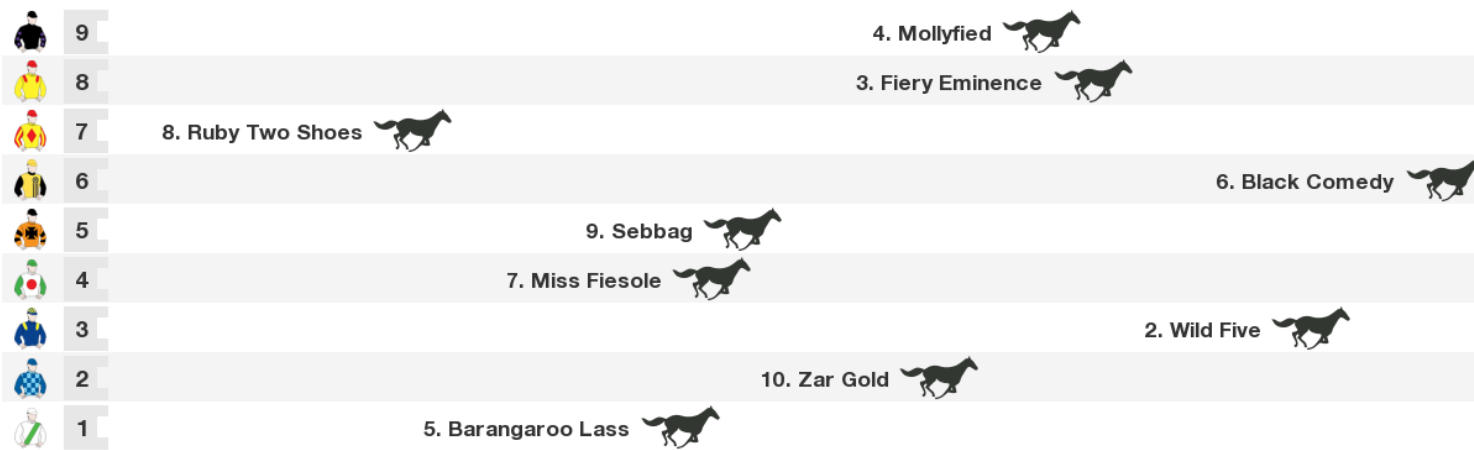 9 4. Mollyfied
8 3. Fiery Eminence
7 8. Ruby Two Shoes
6 6. Black Comedy
5 9. Sebbag
4 7. Miss Fiesole
3 2. Wild Five
2 10. Zar Gold
1 5. Barangaroo Lass